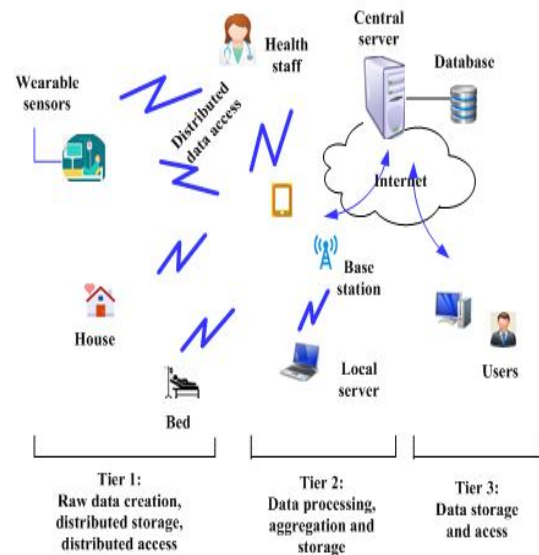 Health
staff
Central
server
Database
Wearable
sensors
Distributed
data access
Internet
Base
station
House
Local
server
Users
Bed
Tier 1:
Raw data creation,
distributed storage,
distributed access
Tier 2:
Data processing,
aggregation and
storage
Tier 3:
Data storage
and acess